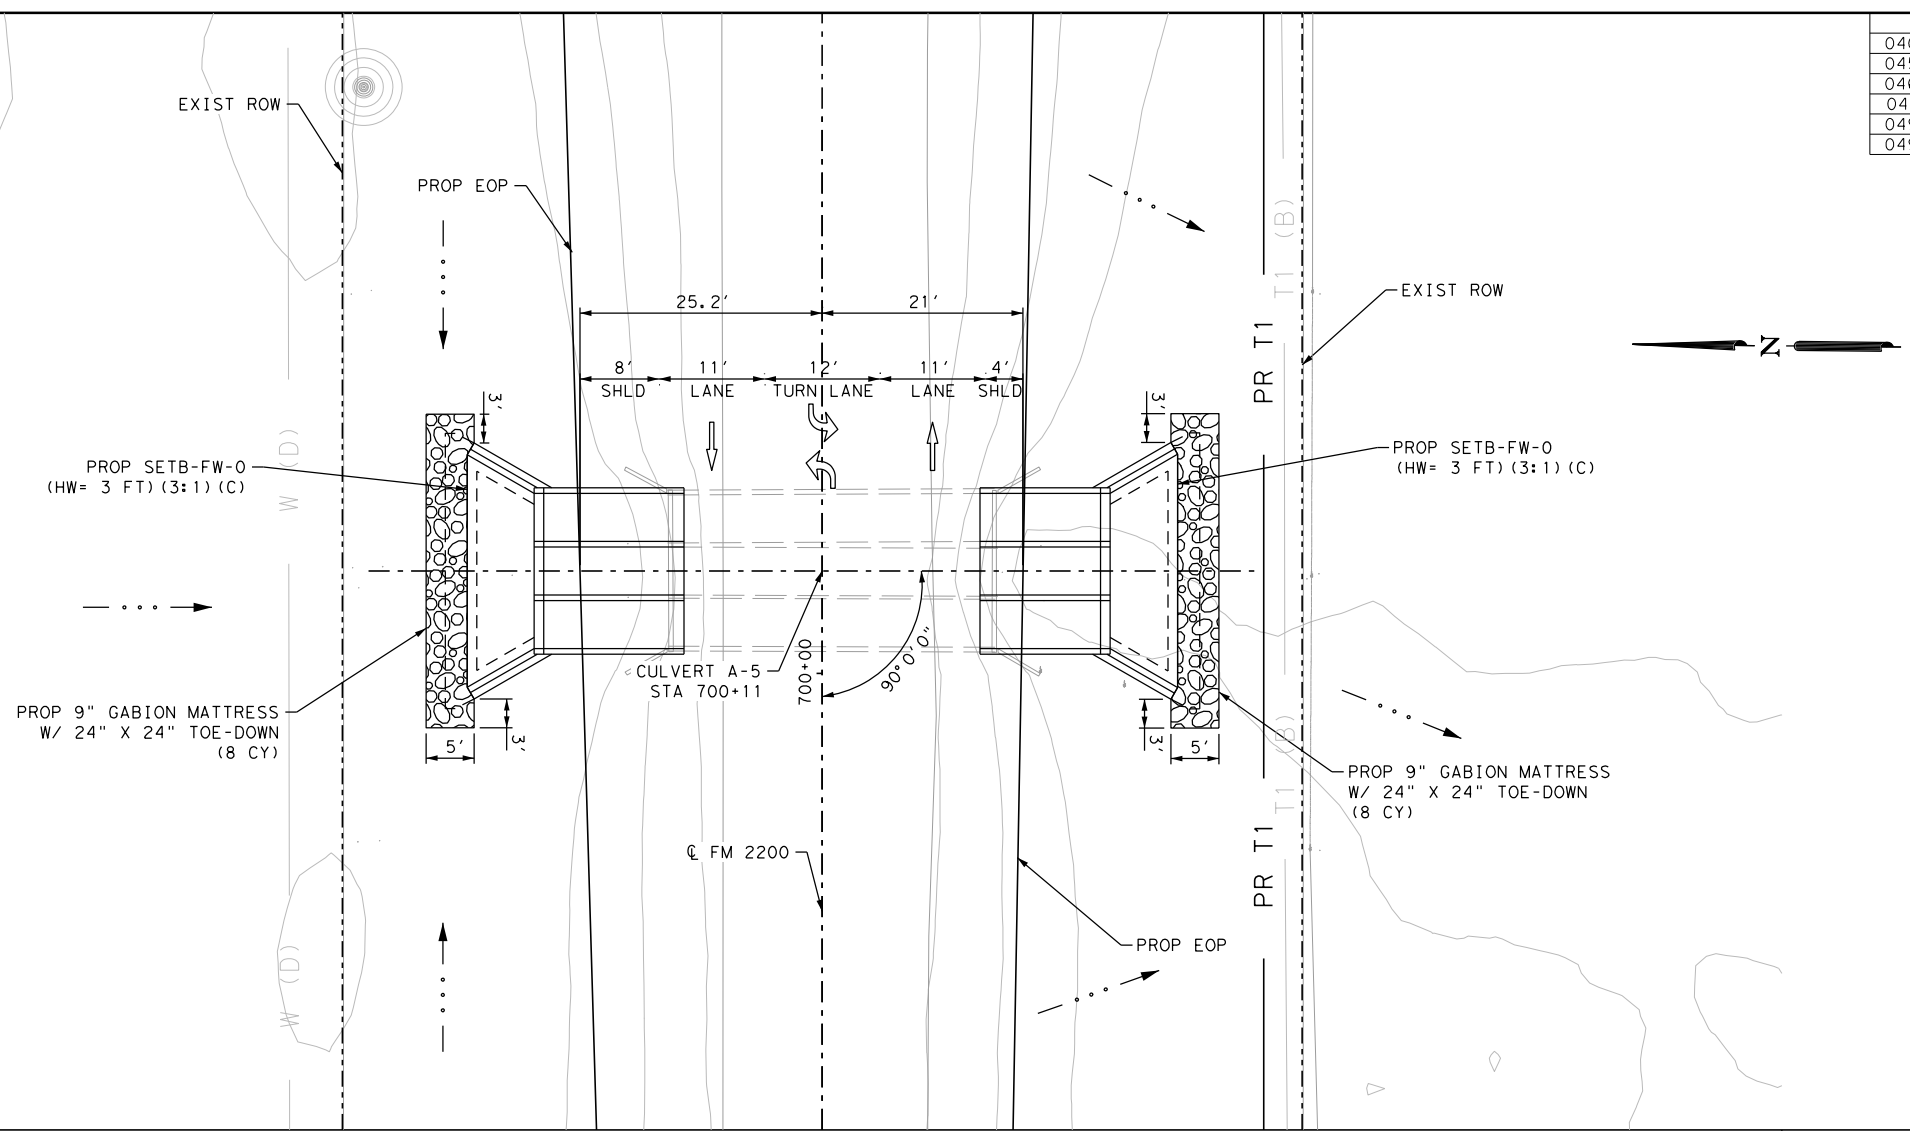 EXIST ROW
PROP EOP
EXIST ROW
25.2'
21'
8'
11'
12'
11'
4'
SHLD
LANE
TURN LANE
LANE
SHLD
3'
3'
PROP SETB-FW-0
(HW= 3 FT)(3:1)(C)
PROP SETB-FW-0
(HW= 3 FT)(3:1)(C)
PR T1
T1 (B)
W (D)
N
CULVERT A-5
STA 700+11
700+00
90°0'0"
PROP 9" GABION MATTRESS
W/ 24" X 24" TOE-DOWN
(8 CY)
3'
3'
5'
5'
PROP 9" GABION MATTRESS
W/ 24" X 24" TOE-DOWN
(8 CY)
℄ FM 2200
PROP EOP
PR T1
T1 (B)
W (D)